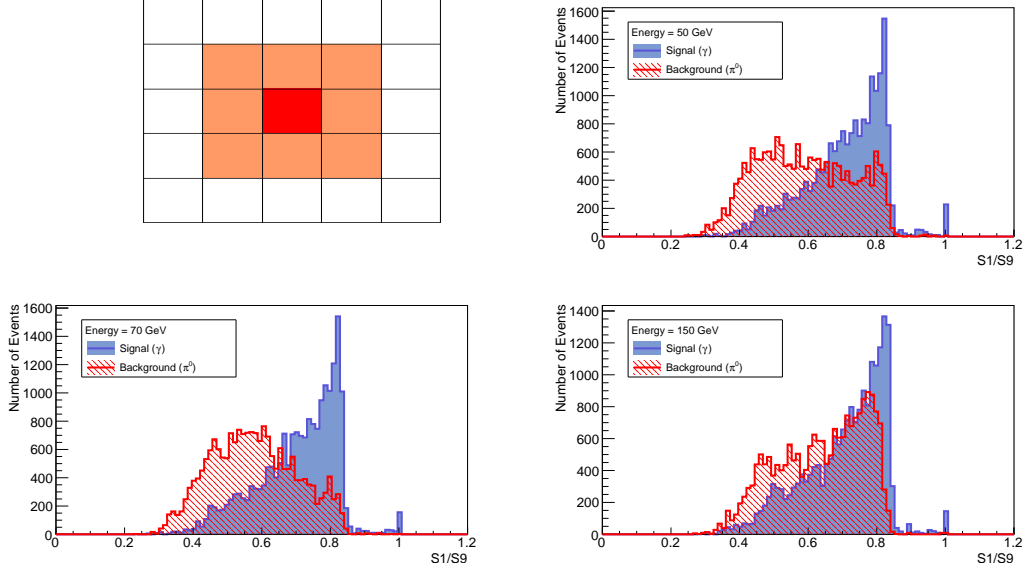 Number of Events
1600
1400
1200
1000
800
600
400
200
0
Energy = 50 GeV
Signal (γ)
Background (π⁰)
0 0.2 0.4 0.6 0.8 1 1.2
S1/S9
Number of Events
1600
1400
1200
1000
800
600
400
200
0
Energy = 70 GeV
Signal (γ)
Background (π⁰)
0 0.2 0.4 0.6 0.8 1 1.2
S1/S9
Number of Events
1400
1200
1000
800
600
400
200
0
Energy = 150 GeV
Signal (γ)
Background (π⁰)
0 0.2 0.4 0.6 0.8 1 1.2
S1/S9